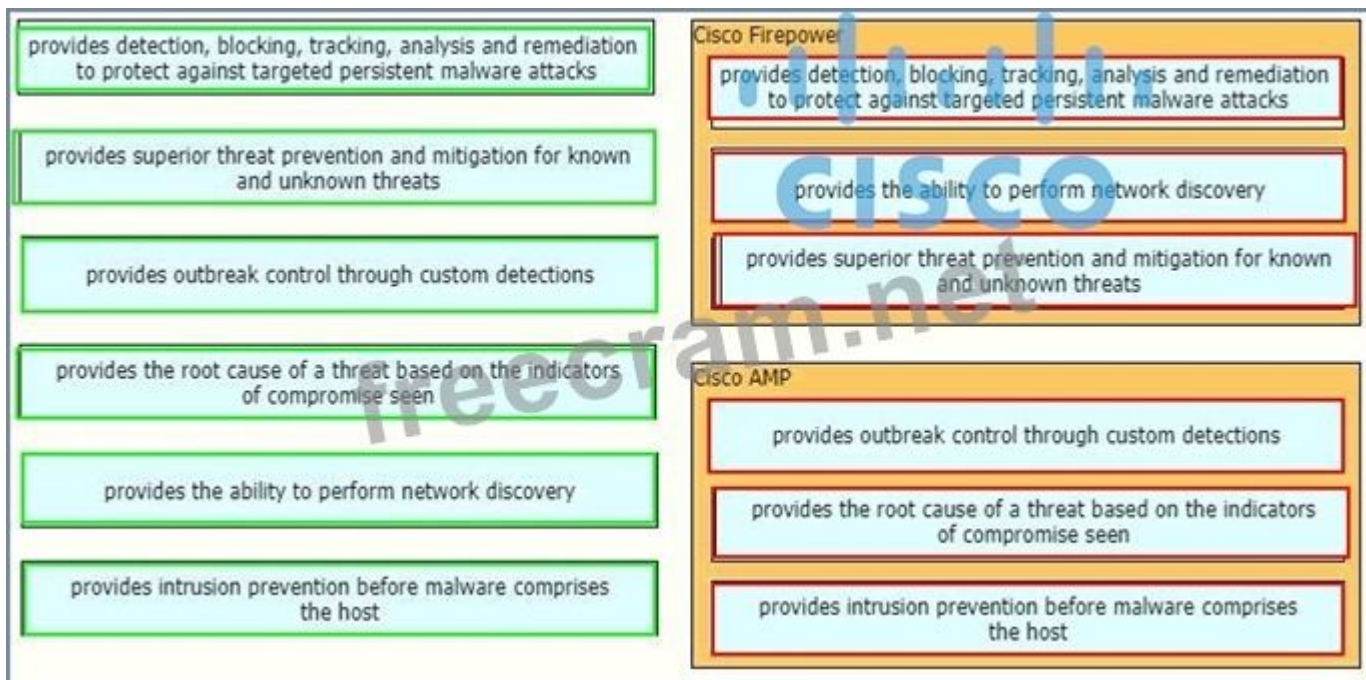 provides detection, blocking, tracking, analysis and remediation
to protect against targeted persistent malware attacks
provides superior threat prevention and mitigation for known
and unknown threats
provides outbreak control through custom detections
provides the root cause of a threat based on the indicators
of compromise seen
provides the ability to perform network discovery
provides intrusion prevention before malware comprises
the host
Cisco Firepower
provides detection, blocking, tracking, analysis and remediation
to protect against targeted persistent malware attacks
provides the ability to perform network discovery
provides superior threat prevention and mitigation for known
and unknown threats
Cisco AMP
provides outbreak control through custom detections
provides the root cause of a threat based on the indicators
of compromise seen
provides intrusion prevention before malware comprises
the host
CISCO
freecram.net